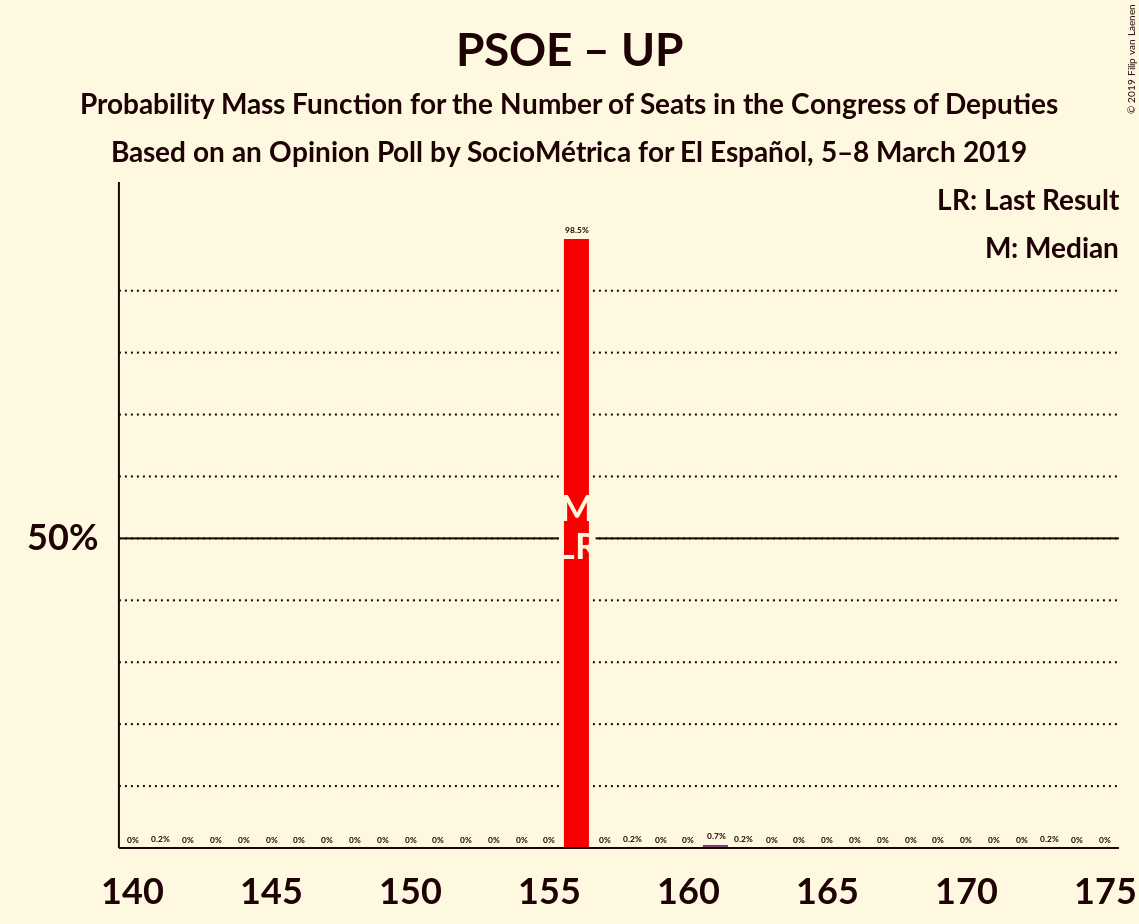 PSOE – UP
Probability Mass Function for the Number of Seats in the Congress of Deputies
Based on an Opinion Poll by SocioMétrica for El Español, 5–8 March 2019
© 2019 Filip van Laenen
LR: Last Result
M: Median
98.5%
M
LR
50%
0% 0.2% 0% 0% 0% 0% 0% 0% 0% 0% 0% 0% 0% 0% 0% 0% 0.2% 0% 0% 0.7% 0.2% 0% 0% 0% 0% 0% 0% 0% 0% 0% 0% 0.2% 0% 0%
140 145 150 155 160 165 170 175